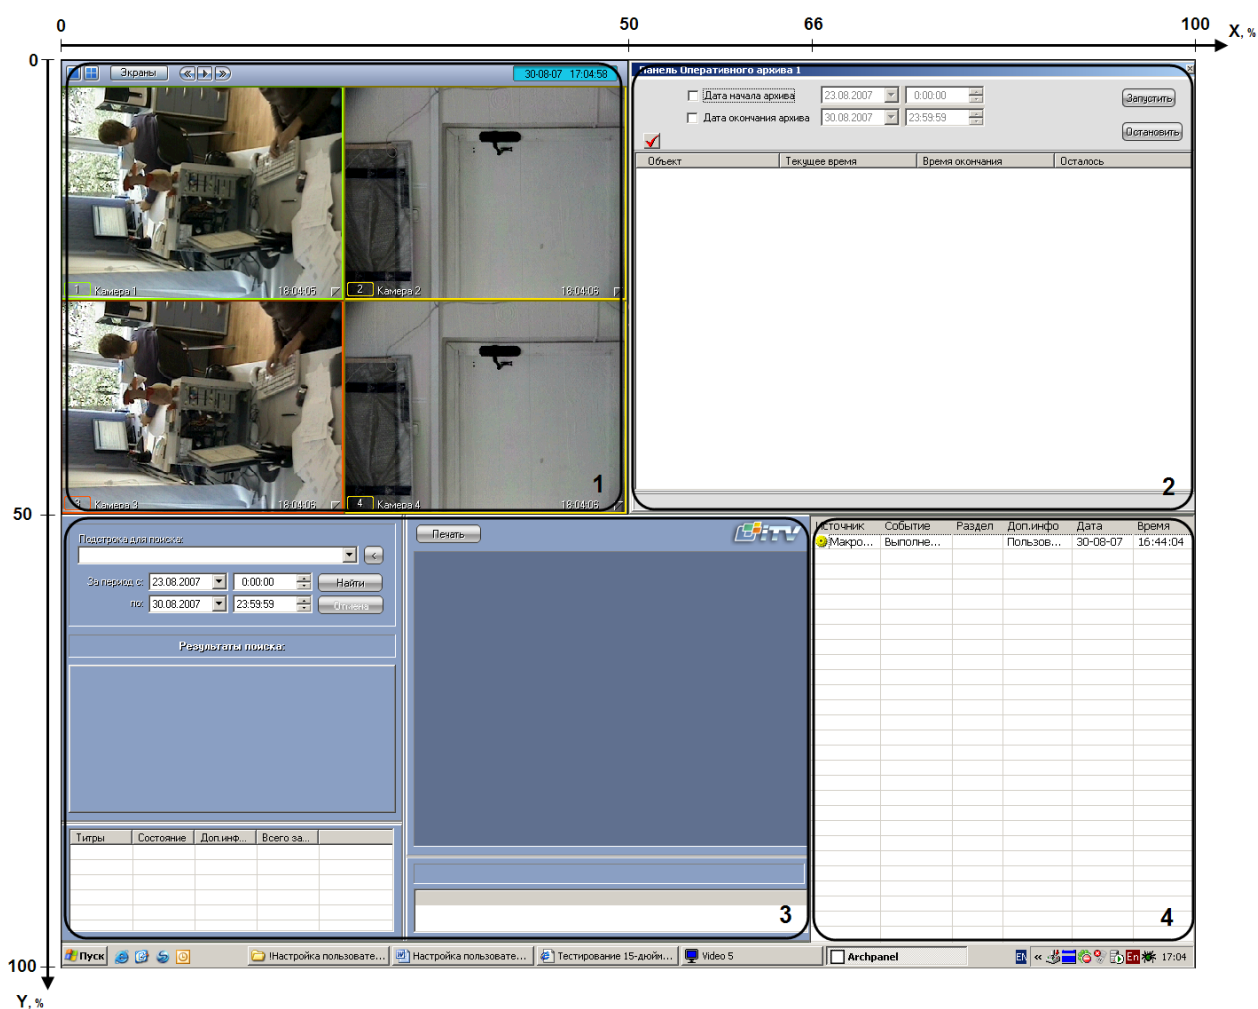 0 50 66 100
X, %
0
Экраны 30-08-07 17:04:58
Панель Оперативного архива 1
Дата начала архива 23.08.2007 0:00:00 Запустить
Дата окончания архива 30.08.2007 23:59:59 Остановить
Объект Текущее время Время окончания Осталось
1 Камера 1 18:04:05
2 Камера 2 18:04:06
3 Камера 3 18:04:06
4 Камера 4 18:04:06
1
2
50
Подстрока для поиска:
<
За период с: 23.08.2007 0:00:00 Найти
по: 30.08.2007 23:59:59 Отмена
Результаты поиска:
Титры Состояние Доп.инф... Всего за...
Печать
iTV
3
Источник Событие Раздел Доп.инфо Дата Время
Макро... Выполне... Пользов... 30-08-07 16:44:04
4
Пуск !Настройка пользовате... Настройка пользовате... Тестирование 15-дюйм... Video 5 Archpanel EN « En 17:04
100
Y, %